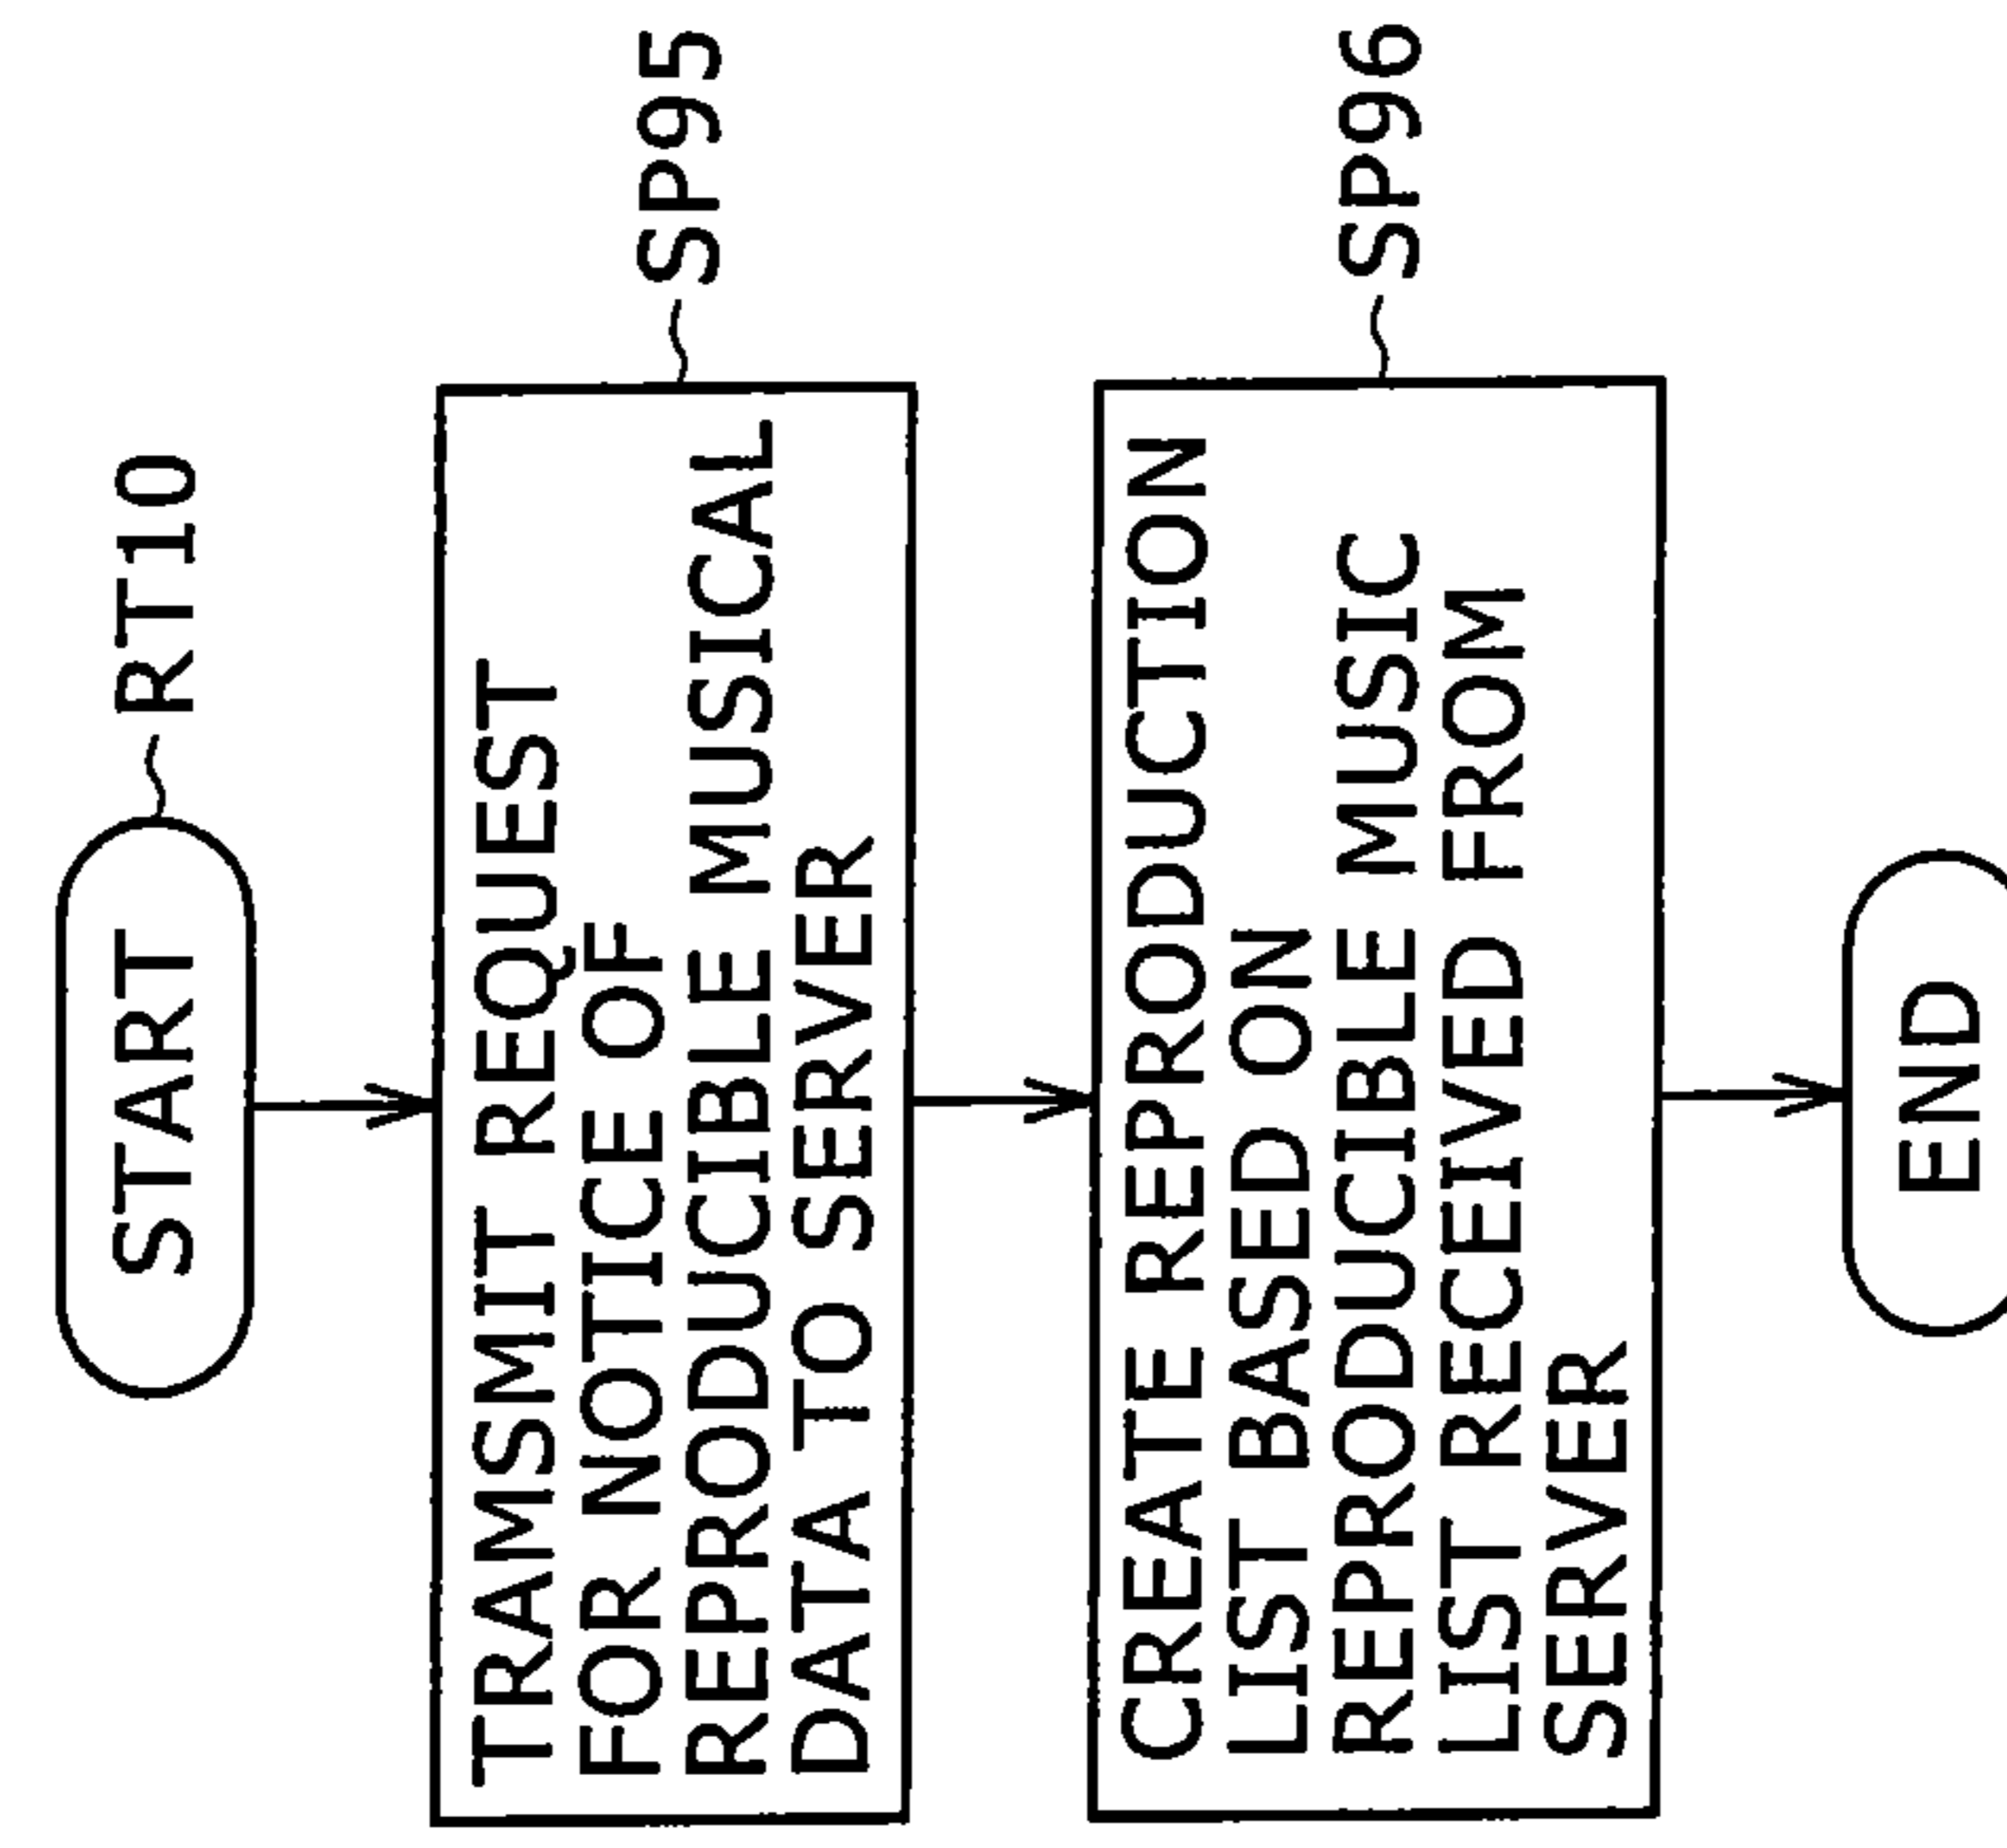 START
RT10
TRAMSMIT REQUEST
FOR NOTICE OF
REPRODUCIBLE MUSICAL
DATA TO SERVER
SP95
CREATE REPRODUCTION
LIST BASED ON
REPRODUCIBLE MUSIC
LIST RECEIVED FROM
SERVER
SP96
END